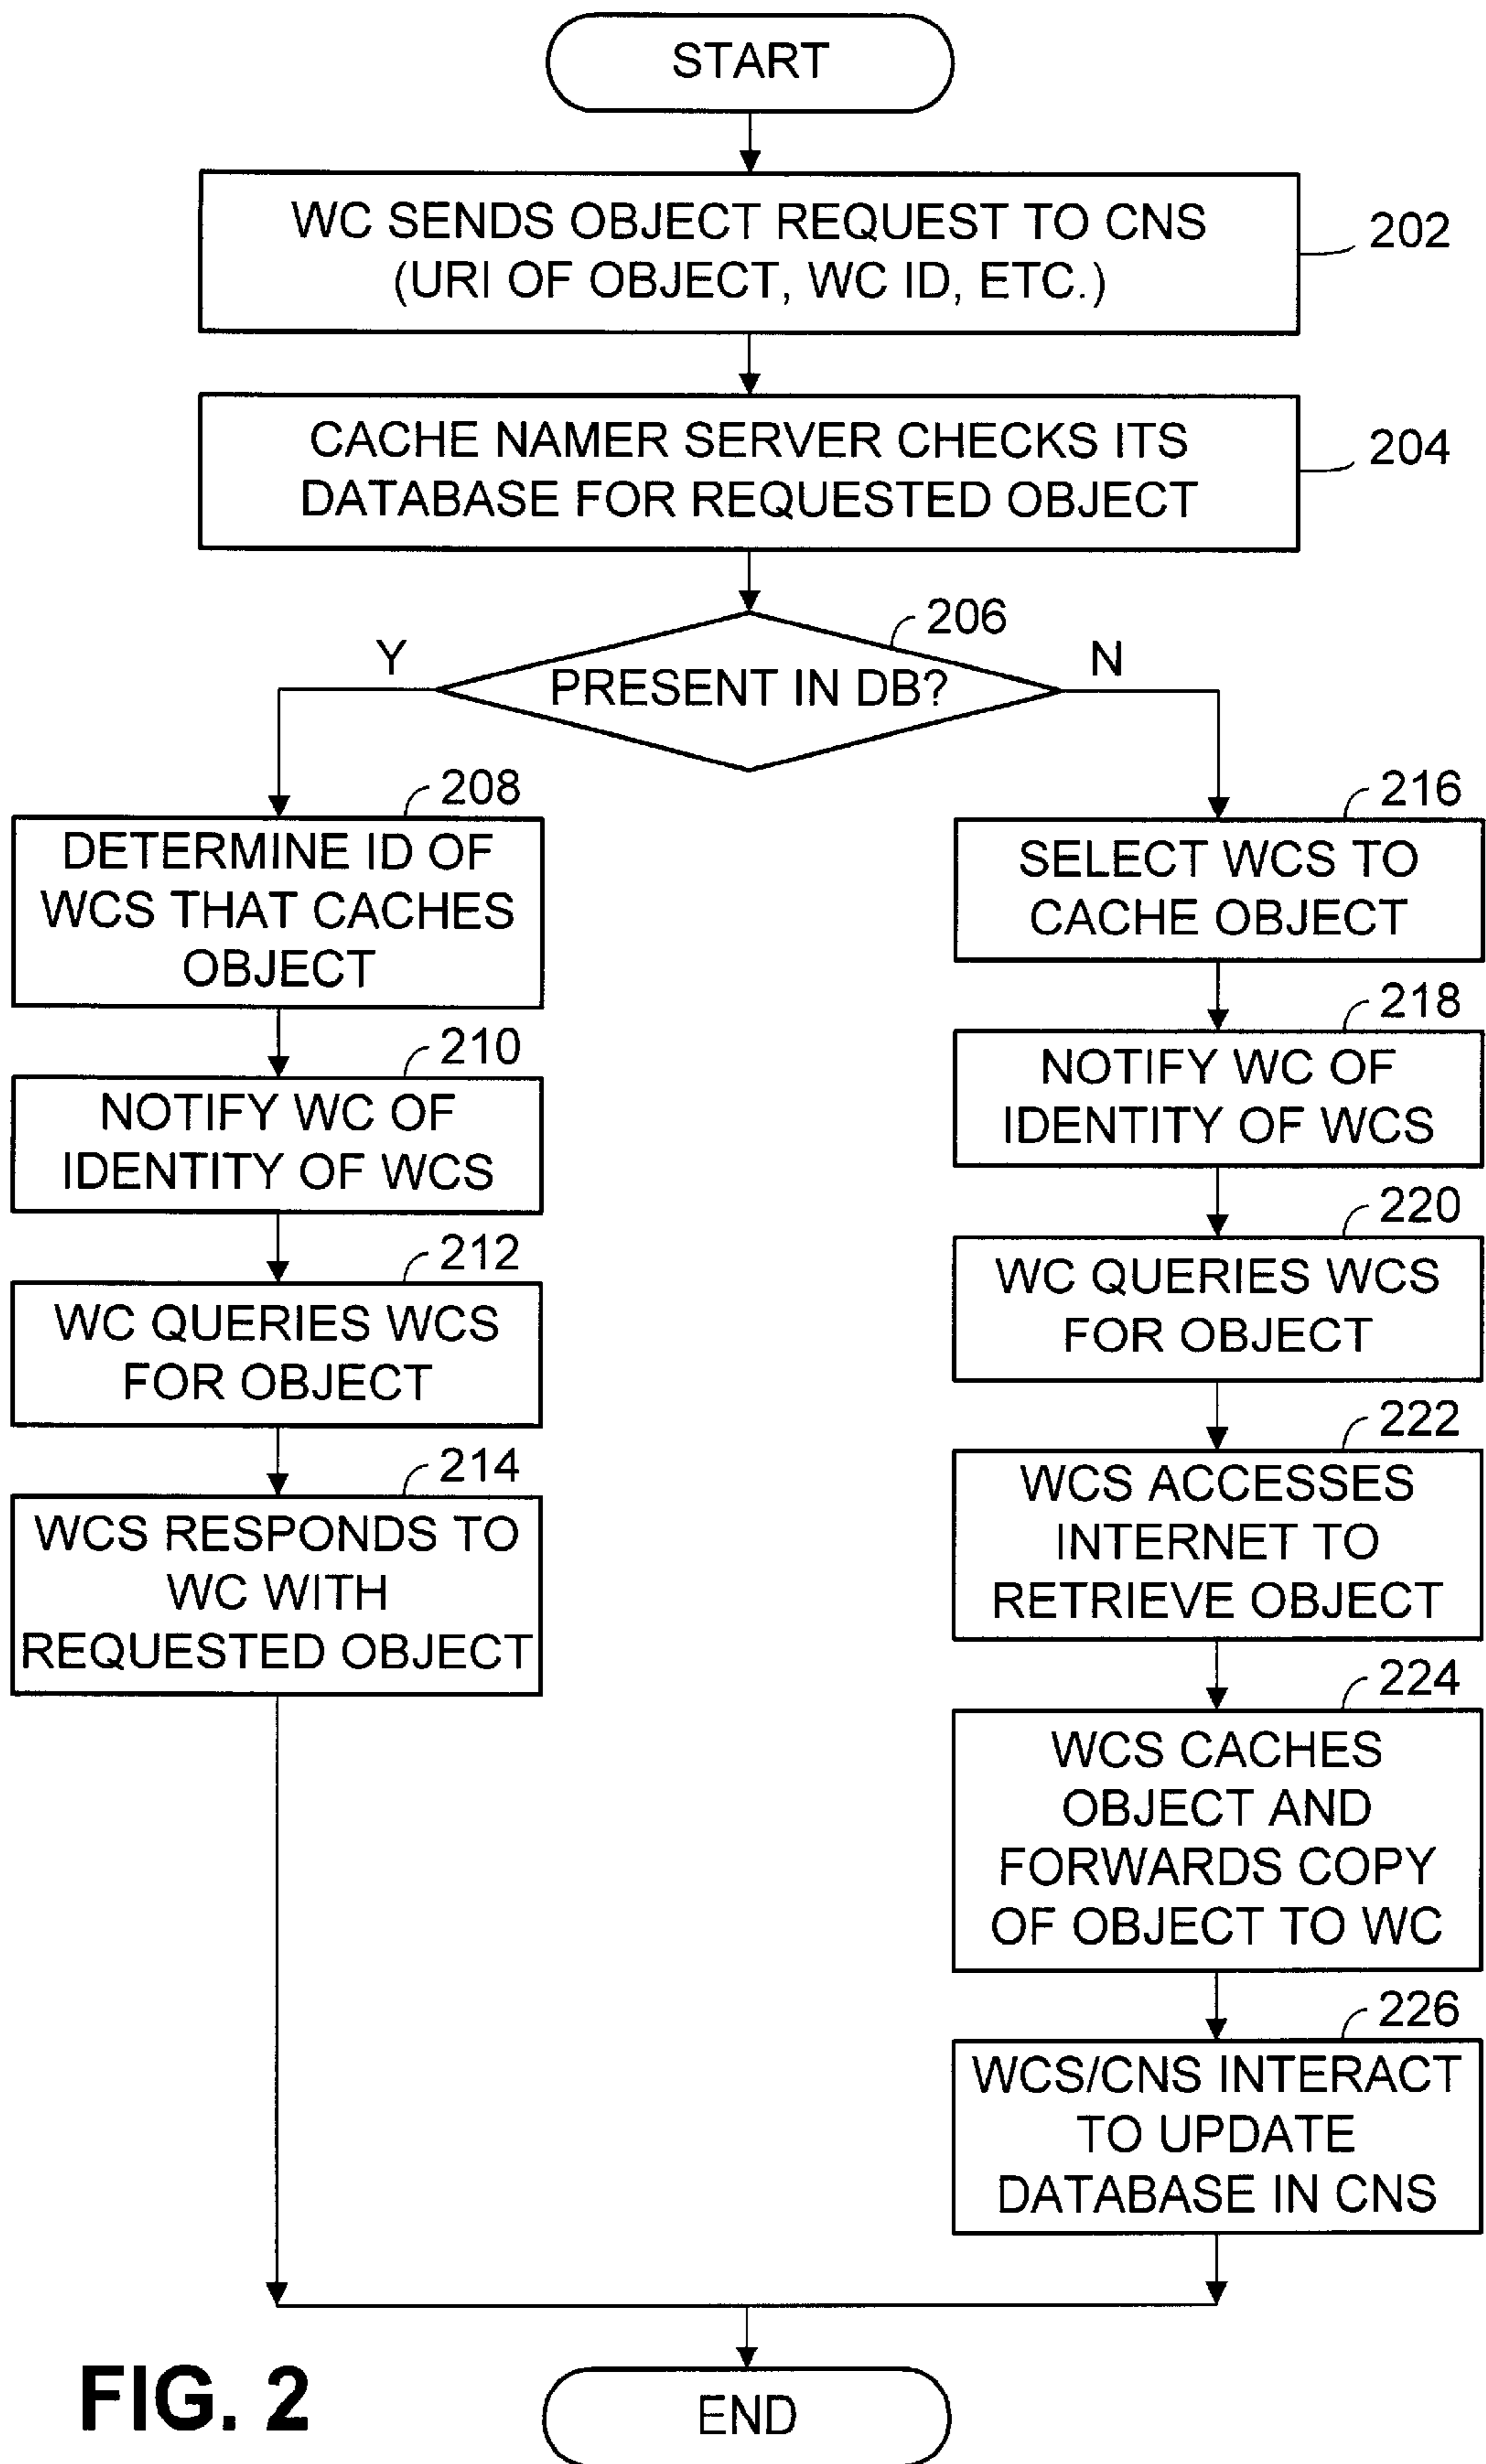 START
WC SENDS OBJECT REQUEST TO CNS
(URI OF OBJECT, WC ID, ETC.)
202
CACHE NAMER SERVER CHECKS ITS
DATABASE FOR REQUESTED OBJECT
204
206
PRESENT IN DB?
Y
N
208
DETERMINE ID OF
WCS THAT CACHES
OBJECT
210
NOTIFY WC OF
IDENTITY OF WCS
212
WC QUERIES WCS
FOR OBJECT
214
WCS RESPONDS TO
WC WITH
REQUESTED OBJECT
216
SELECT WCS TO
CACHE OBJECT
218
NOTIFY WC OF
IDENTITY OF WCS
220
WC QUERIES WCS
FOR OBJECT
222
WCS ACCESSES
INTERNET TO
RETRIEVE OBJECT
224
WCS CACHES
OBJECT AND
FORWARDS COPY
OF OBJECT TO WC
226
WCS/CNS INTERACT
TO UPDATE
DATABASE IN CNS
END
FIG. 2